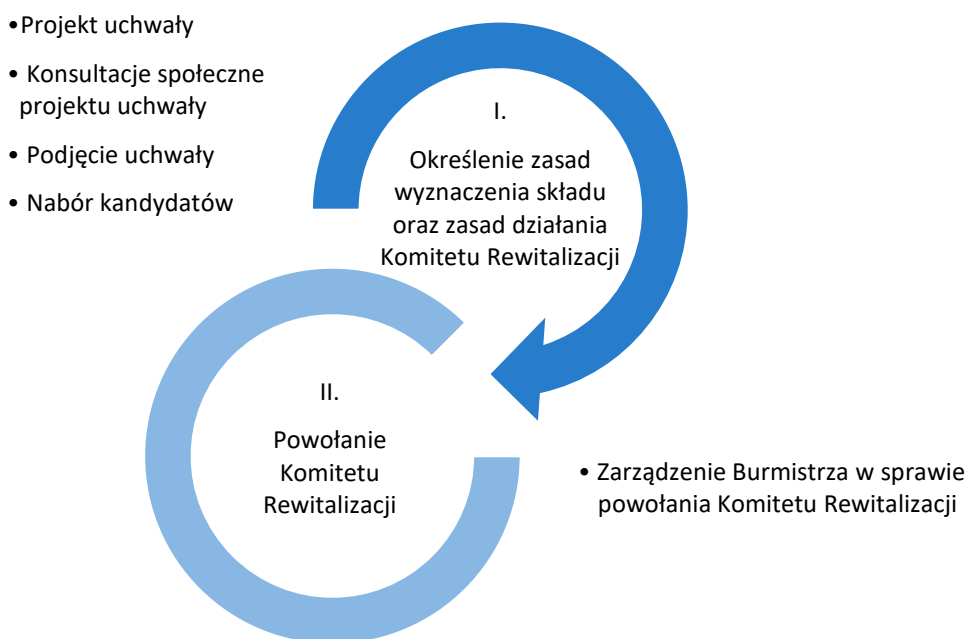 •Projekt uchwały
• Konsultacje społeczne
projektu uchwały
• Podjęcie uchwały
• Nabór kandydatów
I.
Określenie zasad
wyznaczenia składu
oraz zasad działania
Komitetu Rewitalizacji
II.
Powołanie
Komitetu
Rewitalizacji
• Zarządzenie Burmistrza w sprawie
powołania Komitetu Rewitalizacji